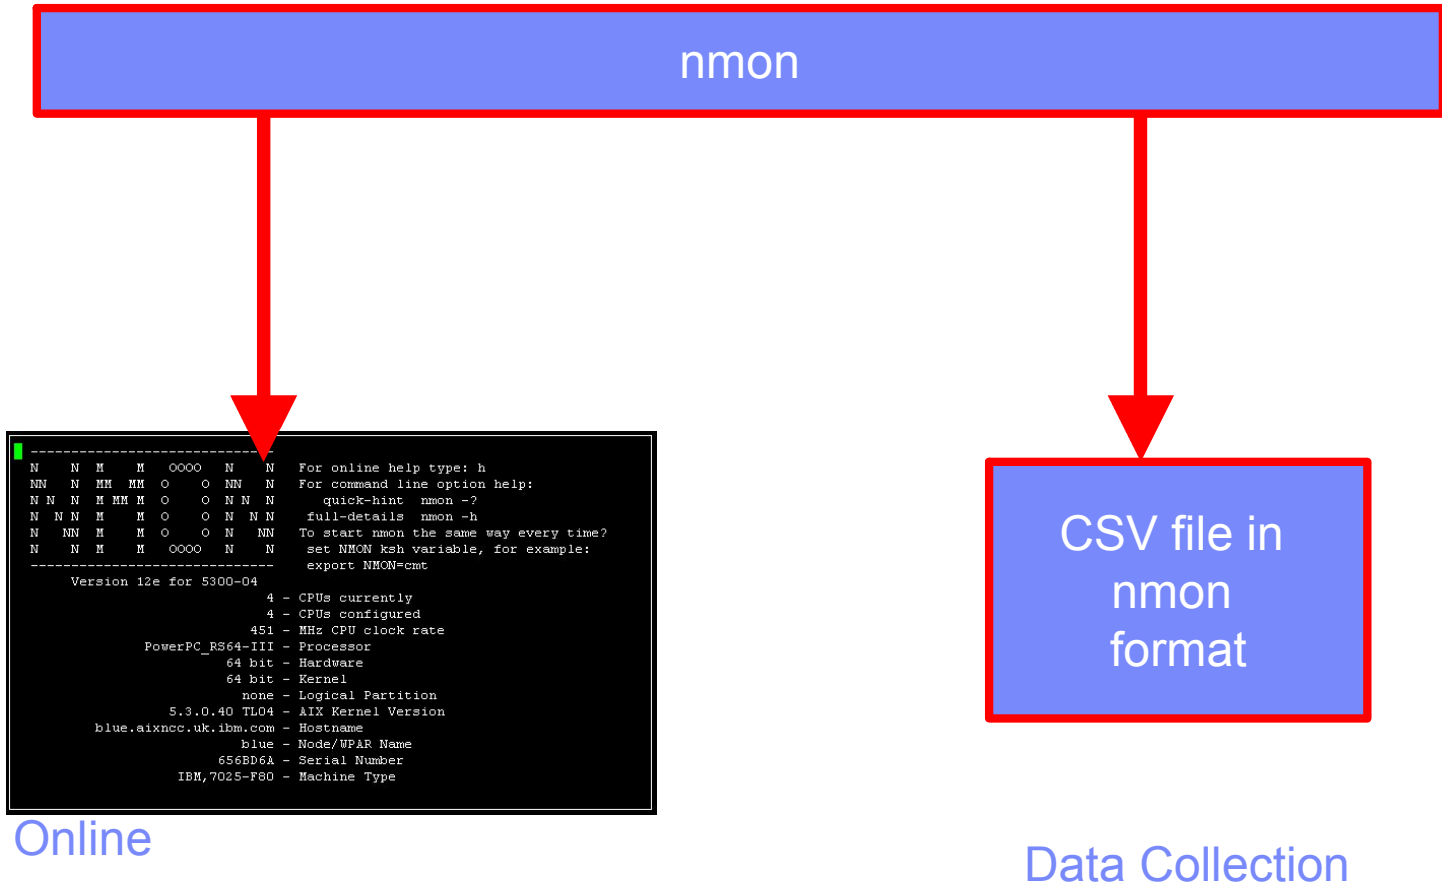 nmon
-------------------------------
N    N  M    M   OOOO   N    N   For online help type: h
NN   N  MM  MM  O    O  NN   N   For command line option help:
N N  N  M MM M  O    O  N N  N      quick-hint  nmon -?
N  N N  M    M  O    O  N  N N    full-details  nmon -h
N   NN  M    M  O    O  N   NN   To start nmon the same way every time?
N    N  M    M   OOOO   N    N    set NMON ksh variable, for example:
-------------------------------   export NMON=cmt
Version 12e for 5300-04
4 - CPUs currently
4 - CPUs configured
451 - MHz CPU clock rate
PowerPC_RS64-III - Processor
64 bit - Hardware
64 bit - Kernel
none - Logical Partition
5.3.0.40 TL04 - AIX Kernel Version
blue.aixncc.uk.ibm.com - Hostname
blue - Node/WPAR Name
656BD6A - Serial Number
IBM,7025-F80 - Machine Type
Online
CSV file in
nmon
format
Data Collection